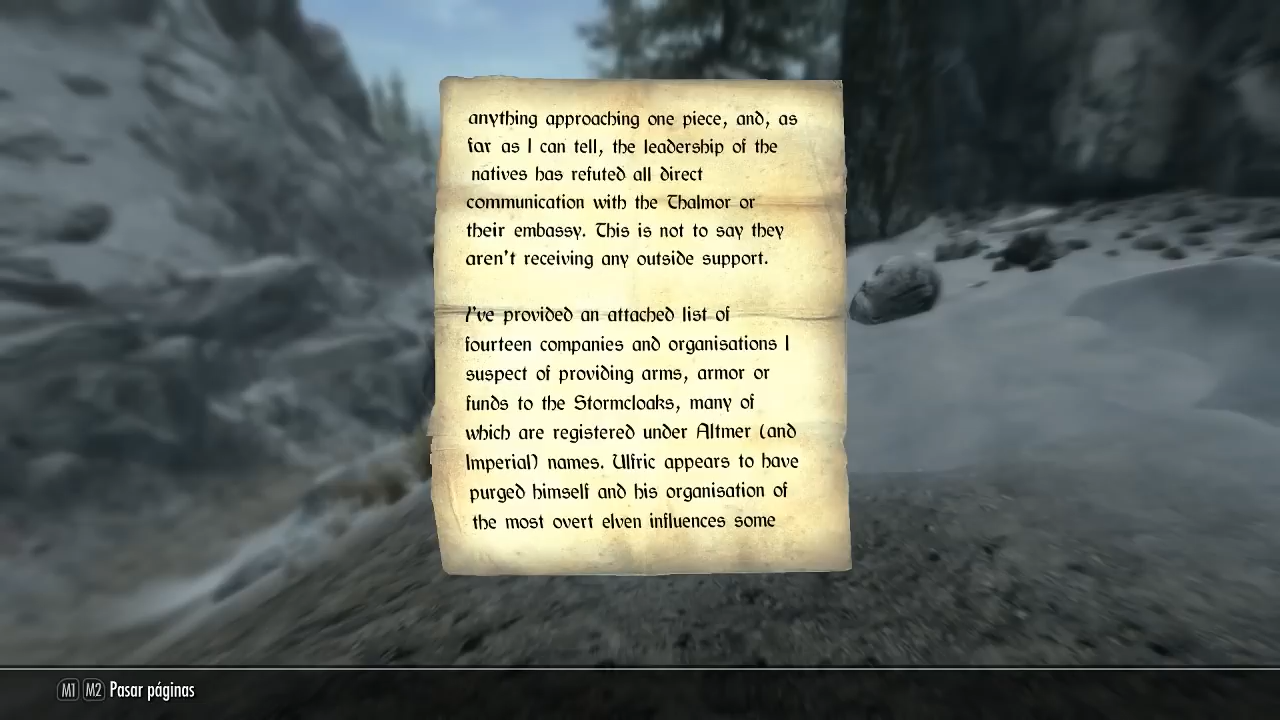 anything approaching one piece, and, as
far as I can tell, the leadership of the
natives has refuted all direct
communication with the Thalmor or
their embassy. This is not to say they
aren't receiving any outside support.
I've provided an attached list of
fourteen companies and organisations I
suspect of providing arms, armor or
funds to the Stormcloaks, many of
which are registered under Altmer (and
Imperial) names. Ulfric appears to have
purged himself and his organisation of
the most overt elven influences some
M1 M2 Pasar páginas